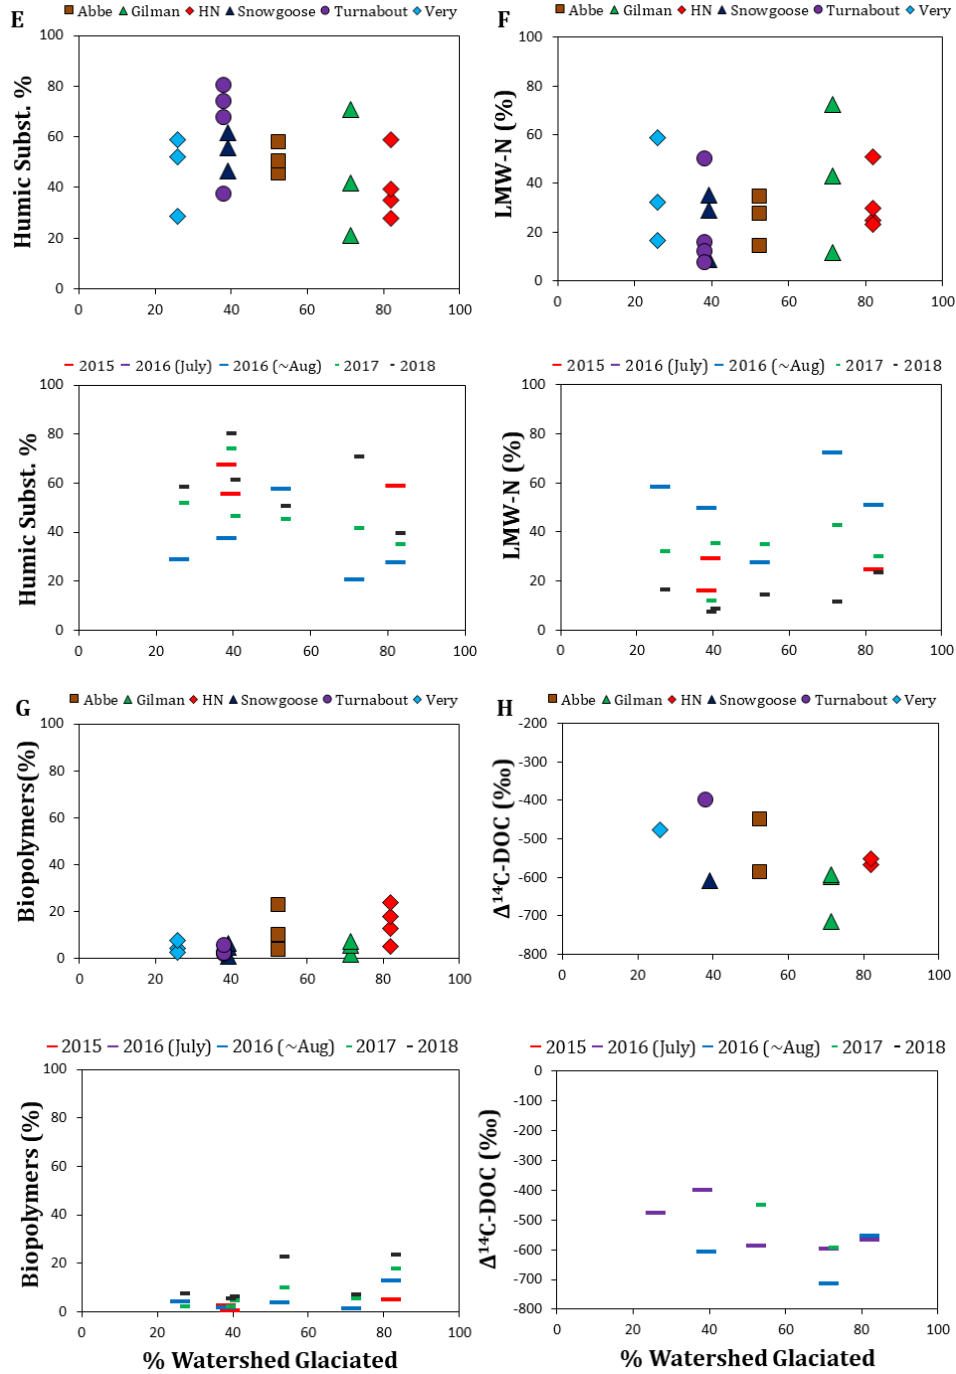 E
Abbe Gilman HN Snowgoose Turnabout Very
Humic Subst. %
100
80
60
40
20
0
0 20 40 60 80 100
F
Abbe Gilman HN Snowgoose Turnabout Very
LMW-N (%)
100
80
60
40
20
0
0 20 40 60 80 100
2015 2016 (July) 2016 (~Aug) 2017 2018
Humic Subst. %
100
80
60
40
20
0
0 20 40 60 80 100
2015 2016 (July) 2016 (~Aug) 2017 2018
LMW-N (%)
100
80
60
40
20
0
0 20 40 60 80 100
G
Abbe Gilman HN Snowgoose Turnabout Very
Biopolymers(%)
100
80
60
40
20
0
0 20 40 60 80 100
H
Abbe Gilman HN Snowgoose Turnabout Very
Δ¹⁴C-DOC (‰)
-200
-300
-400
-500
-600
-700
-800
0 20 40 60 80 100
2015 2016 (July) 2016 (~Aug) 2017 2018
Biopolymers (%)
100
80
60
40
20
0
0 20 40 60 80 100
% Watershed Glaciated
2015 2016 (July) 2016 (~Aug) 2017 2018
Δ¹⁴C-DOC (‰)
0
-100
-200
-300
-400
-500
-600
-700
-800
0 20 40 60 80 100
% Watershed Glaciated